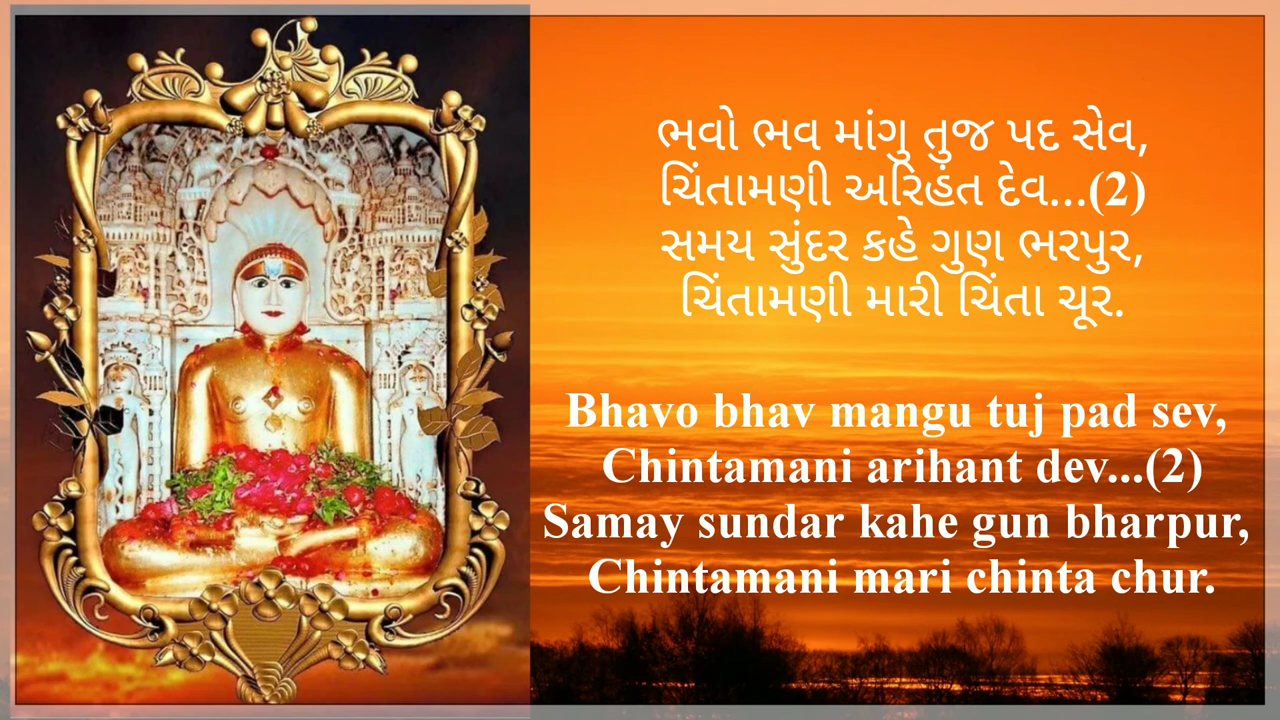 ભવો ભવ માંગુ તુજ પદ સેવ,
ચિંતામણી અરિહંત દેવ...(2)
સમય સુંદર કહે ગુણ ભરપુર,
ચિંતામણી મારી ચિંતા ચૂર.
Bhavo bhav mangu tuj pad sev,
Chintamani arihant dev...(2)
Samay sundar kahe gun bharpur,
Chintamani mari chinta chur.